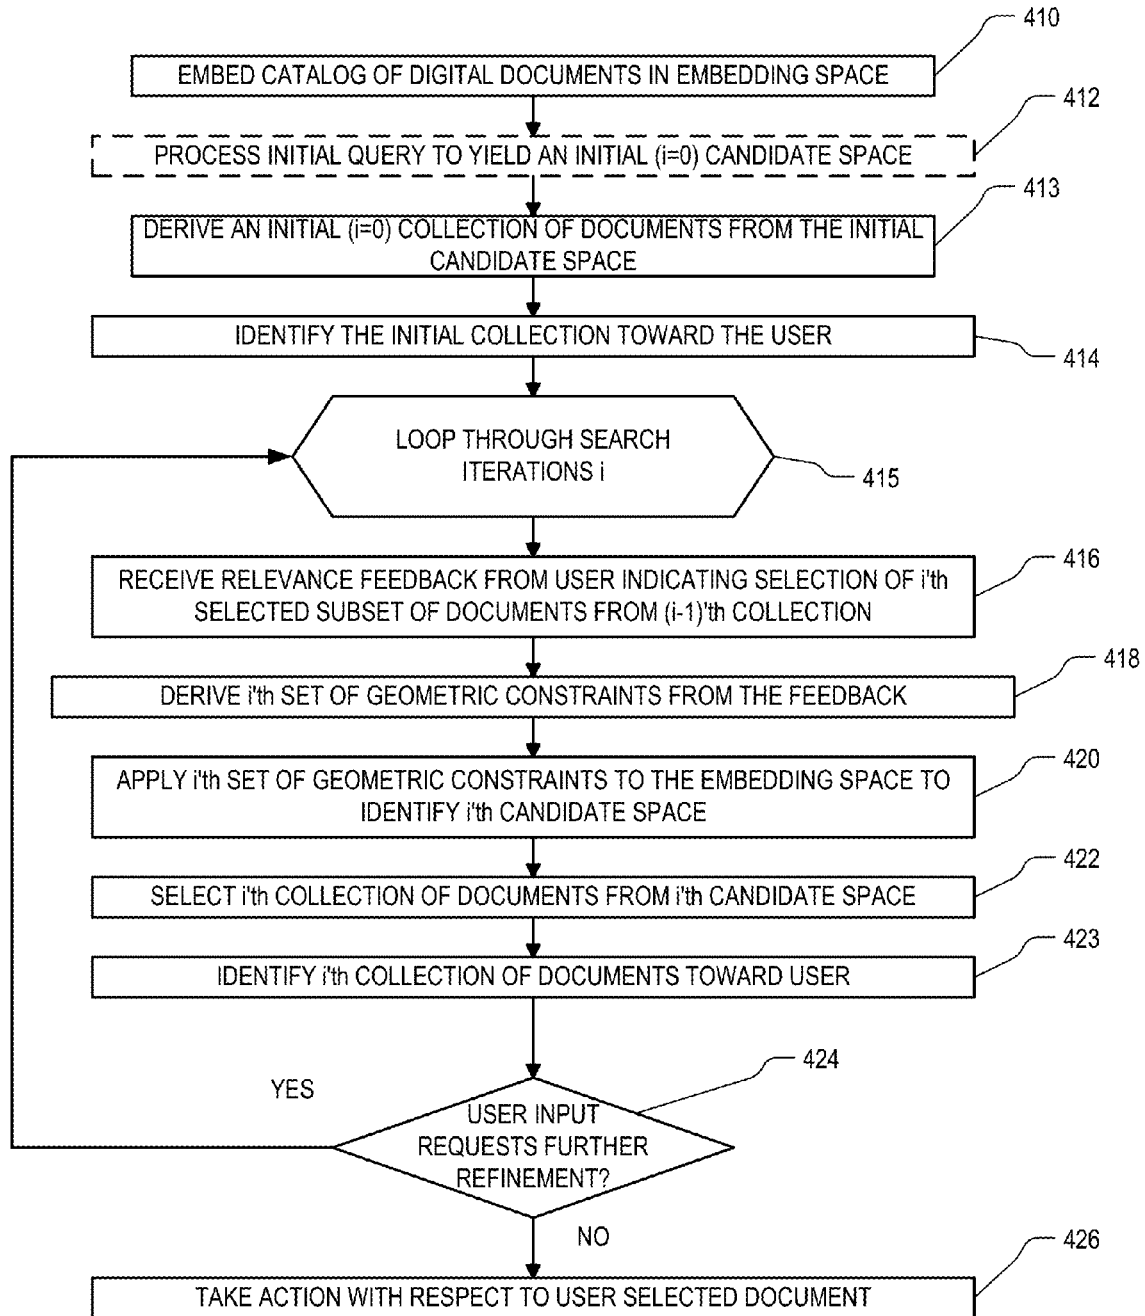 410
EMBED CATALOG OF DIGITAL DOCUMENTS IN EMBEDDING SPACE
412
PROCESS INITIAL QUERY TO YIELD AN INITIAL (i=0) CANDIDATE SPACE
413
DERIVE AN INITIAL (i=0) COLLECTION OF DOCUMENTS FROM THE INITIAL
CANDIDATE SPACE
IDENTIFY THE INITIAL COLLECTION TOWARD THE USER
414
LOOP THROUGH SEARCH
ITERATIONS i
415
416
RECEIVE RELEVANCE FEEDBACK FROM USER INDICATING SELECTION OF i'th
SELECTED SUBSET OF DOCUMENTS FROM (i-1)'th COLLECTION
418
DERIVE i'th SET OF GEOMETRIC CONSTRAINTS FROM THE FEEDBACK
420
APPLY i'th SET OF GEOMETRIC CONSTRAINTS TO THE EMBEDDING SPACE TO
IDENTIFY i'th CANDIDATE SPACE
422
SELECT i'th COLLECTION OF DOCUMENTS FROM i'th CANDIDATE SPACE
423
IDENTIFY i'th COLLECTION OF DOCUMENTS TOWARD USER
424
YES
USER INPUT
REQUESTS FURTHER
REFINEMENT?
NO
426
TAKE ACTION WITH RESPECT TO USER SELECTED DOCUMENT